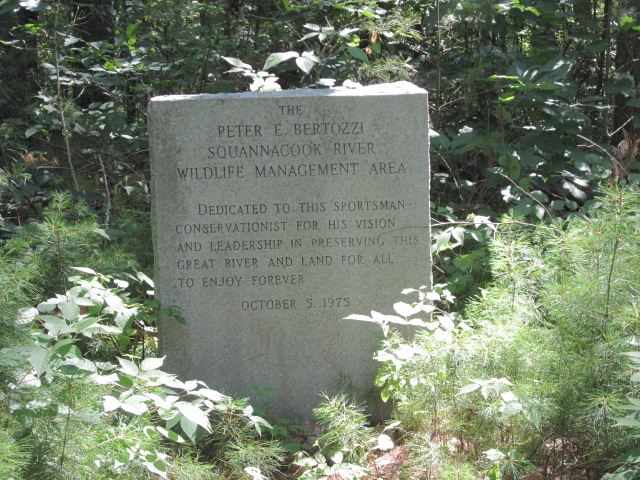 THE
PETER E. BERTOZZI
SQUANNACOOK RIVER
WILDLIFE MANAGEMENT AREA
DEDICATED TO THIS SPORTSMAN-
CONSERVATIONIST FOR HIS VISION
AND LEADERSHIP IN PRESERVING THIS
GREAT RIVER AND LAND FOR ALL
TO ENJOY FOREVER
OCTOBER 5, 1975